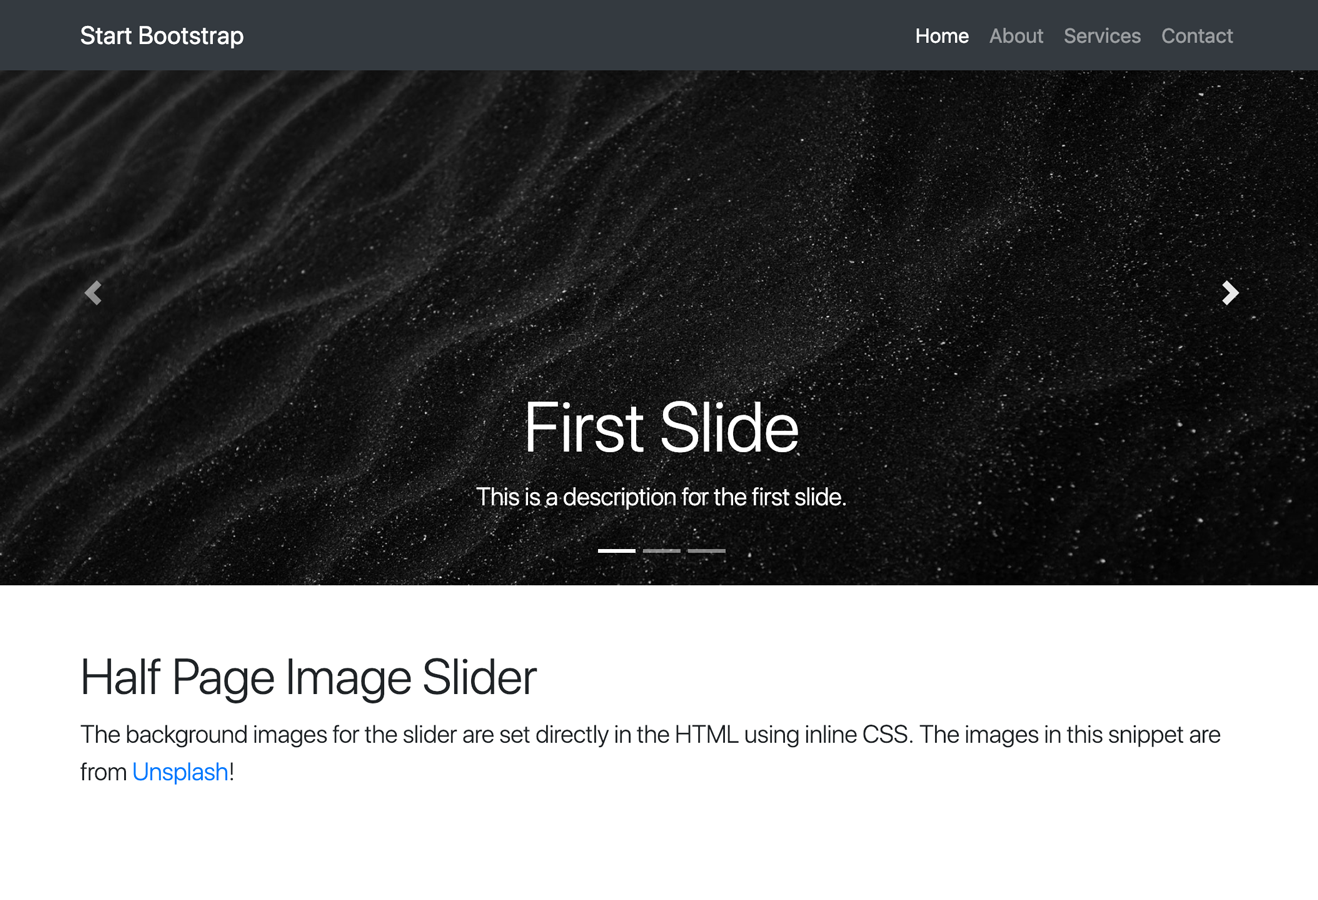 Start Bootstrap
Home About Services Contact
First Slide
This is a description for the first slide.
Half Page Image Slider
The background images for the slider are set directly in the HTML using inline CSS. The images in this snippet are
from Unsplash!